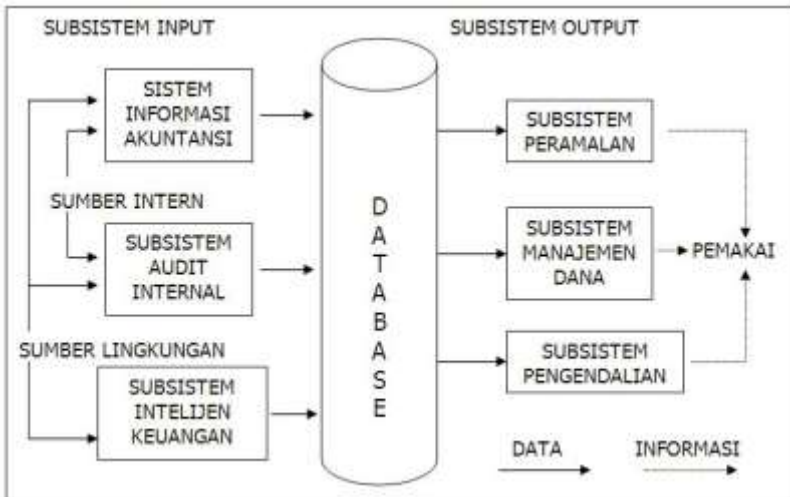 SUBSISTEM INPUT
SUBSISTEM OUTPUT
SISTEM
INFORMASI
AKUNTANSI
SUMBER INTERN
SUBSISTEM
AUDIT
INTERNAL
SUMBER LINGKUNGAN
SUBSISTEM
INTELIJEN
KEUANGAN
D
A
T
A
B
A
S
E
SUBSISTEM
PERAMALAN
SUBSISTEM
MANAJEMEN
DANA
PEMAKAI
SUBSISTEM
PENGENDALIAN
DATA
INFORMASI